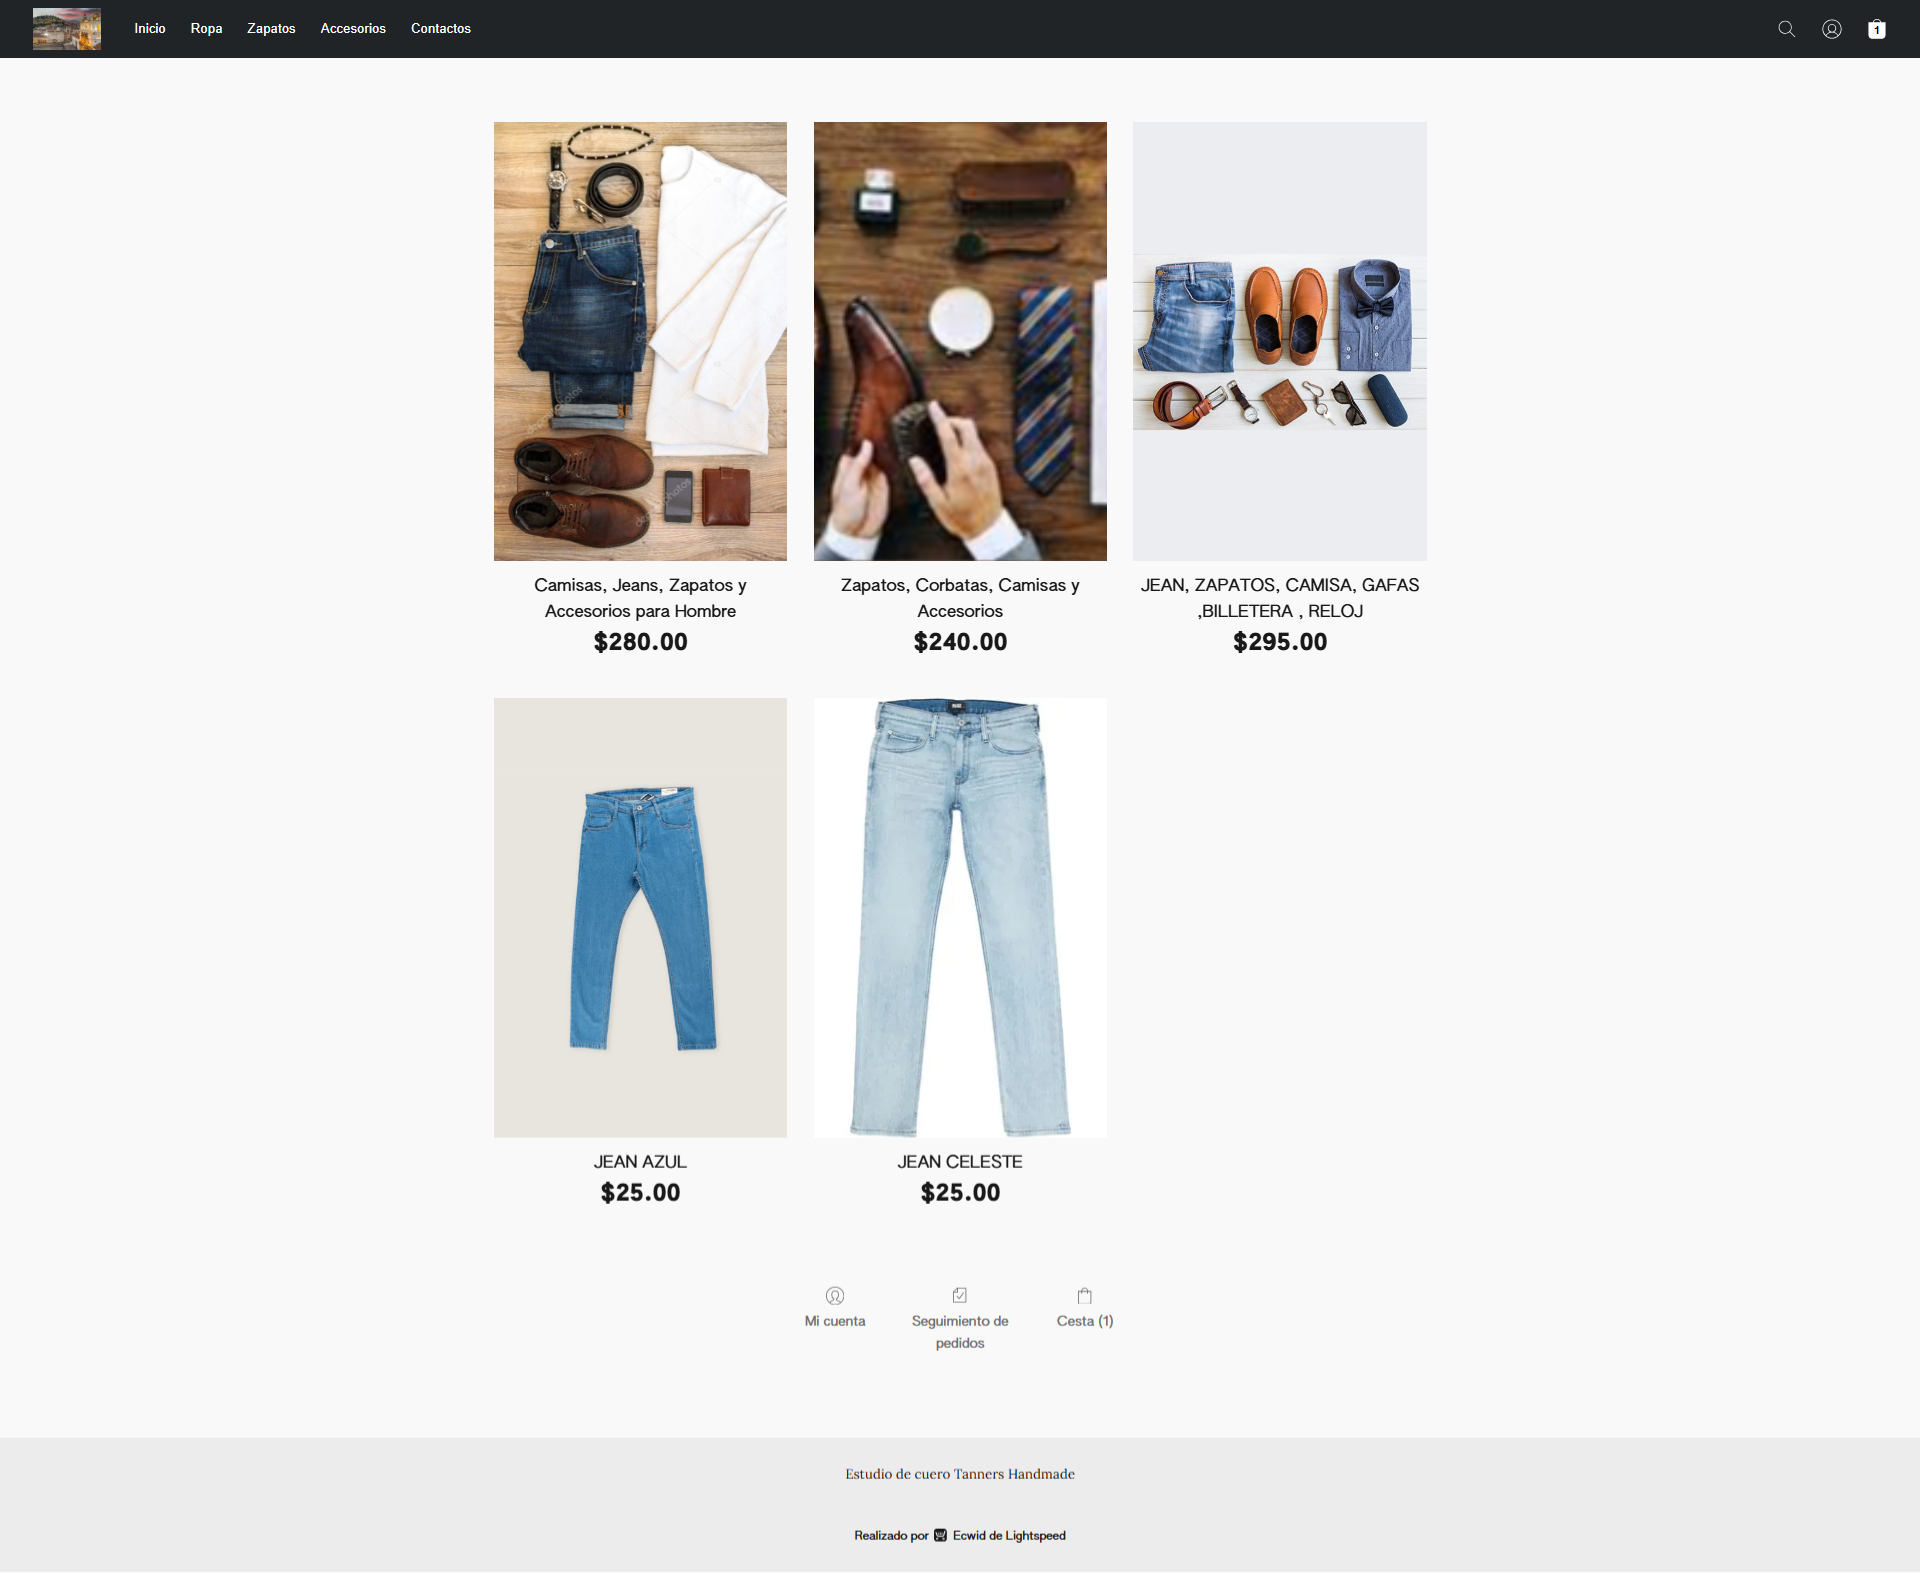 Inicio
Ropa
Zapatos
Accesorios
Contactos
1
Camisas, Jeans, Zapatos y
Accesorios para Hombre
$280.00
Zapatos, Corbatas, Camisas y
Accesorios
$240.00
JEAN, ZAPATOS, CAMISA, GAFAS
,BILLETERA , RELOJ
$295.00
JEAN AZUL
$25.00
JEAN CELESTE
$25.00
Mi cuenta
Seguimiento de
pedidos
Cesta (1)
Estudio de cuero Tanners Handmade
Realizado por Ecwid de Lightspeed